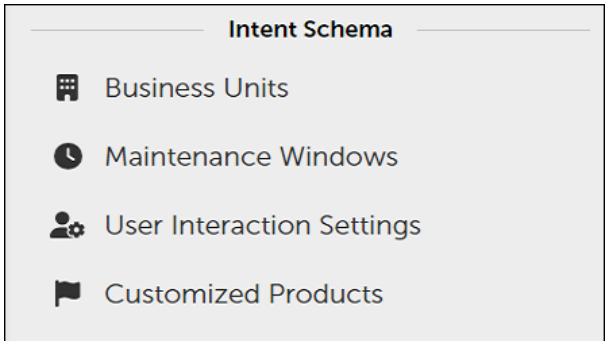 Intent Schema
Business Units
Maintenance Windows
User Interaction Settings
Customized Products